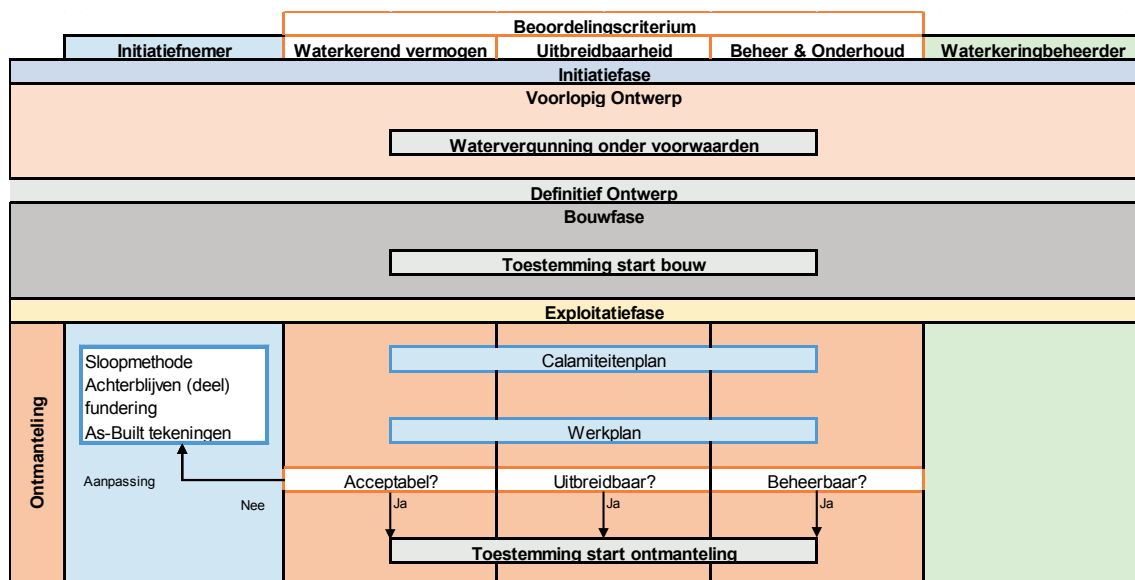 Beoordelingscriterium
Initiatiefnemer
Waterkerend vermogen
Uitbreidbaarheid
Beheer & Onderhoud
Waterkeringbeheerder
Initiatiefase
Voorlopig Ontwerp
Watervergunning onder voorwaarden
Definitief Ontwerp
Bouwfase
Toestemming start bouw
Exploitatiefase
Ontmanteling
Sloopmethode
Achterblijven (deel)
fundering
As-Built tekeningen
Calamiteitenplan
Werkplan
Aanpassing
Nee
Acceptabel?
Uitbreidbaar?
Beheerbaar?
Ja
Ja
Ja
Toestemming start ontmanteling